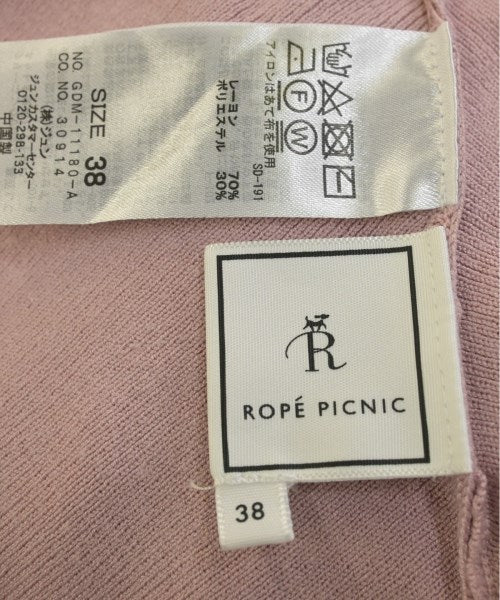 SIZE 38
NO. GDM-11180-A
CO. NO. 30914
(株)ジュン
ジュンカスタマーセンター
0120-298-133
中国製
レーヨン 70%
ポリエステル 30%
SD-191
アイロンはあて布を使用
F
W
R
ROPÉ PICNIC
38